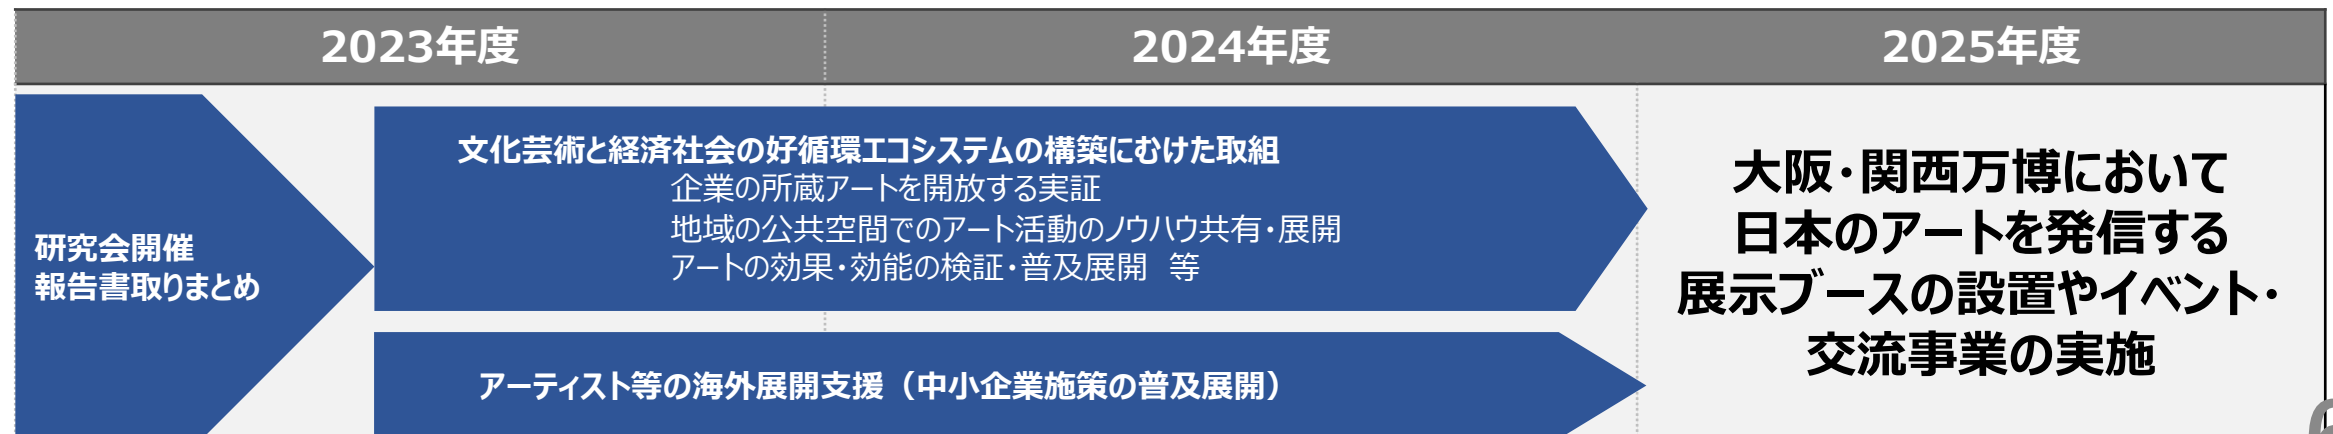 2023年度
2024年度
2025年度
研究会開催
報告書取りまとめ
文化芸術と経済社会の好循環エコシステムの構築にむけた取組
企業の所蔵アートを開放する実証
地域の公共空間でのアート活動のノウハウ共有・展開
アートの効果・効能の検証・普及展開　等
アーティスト等の海外展開支援（中小企業施策の普及展開）
大阪・関西万博において
日本のアートを発信する
展示ブースの設置やイベント・
交流事業の実施